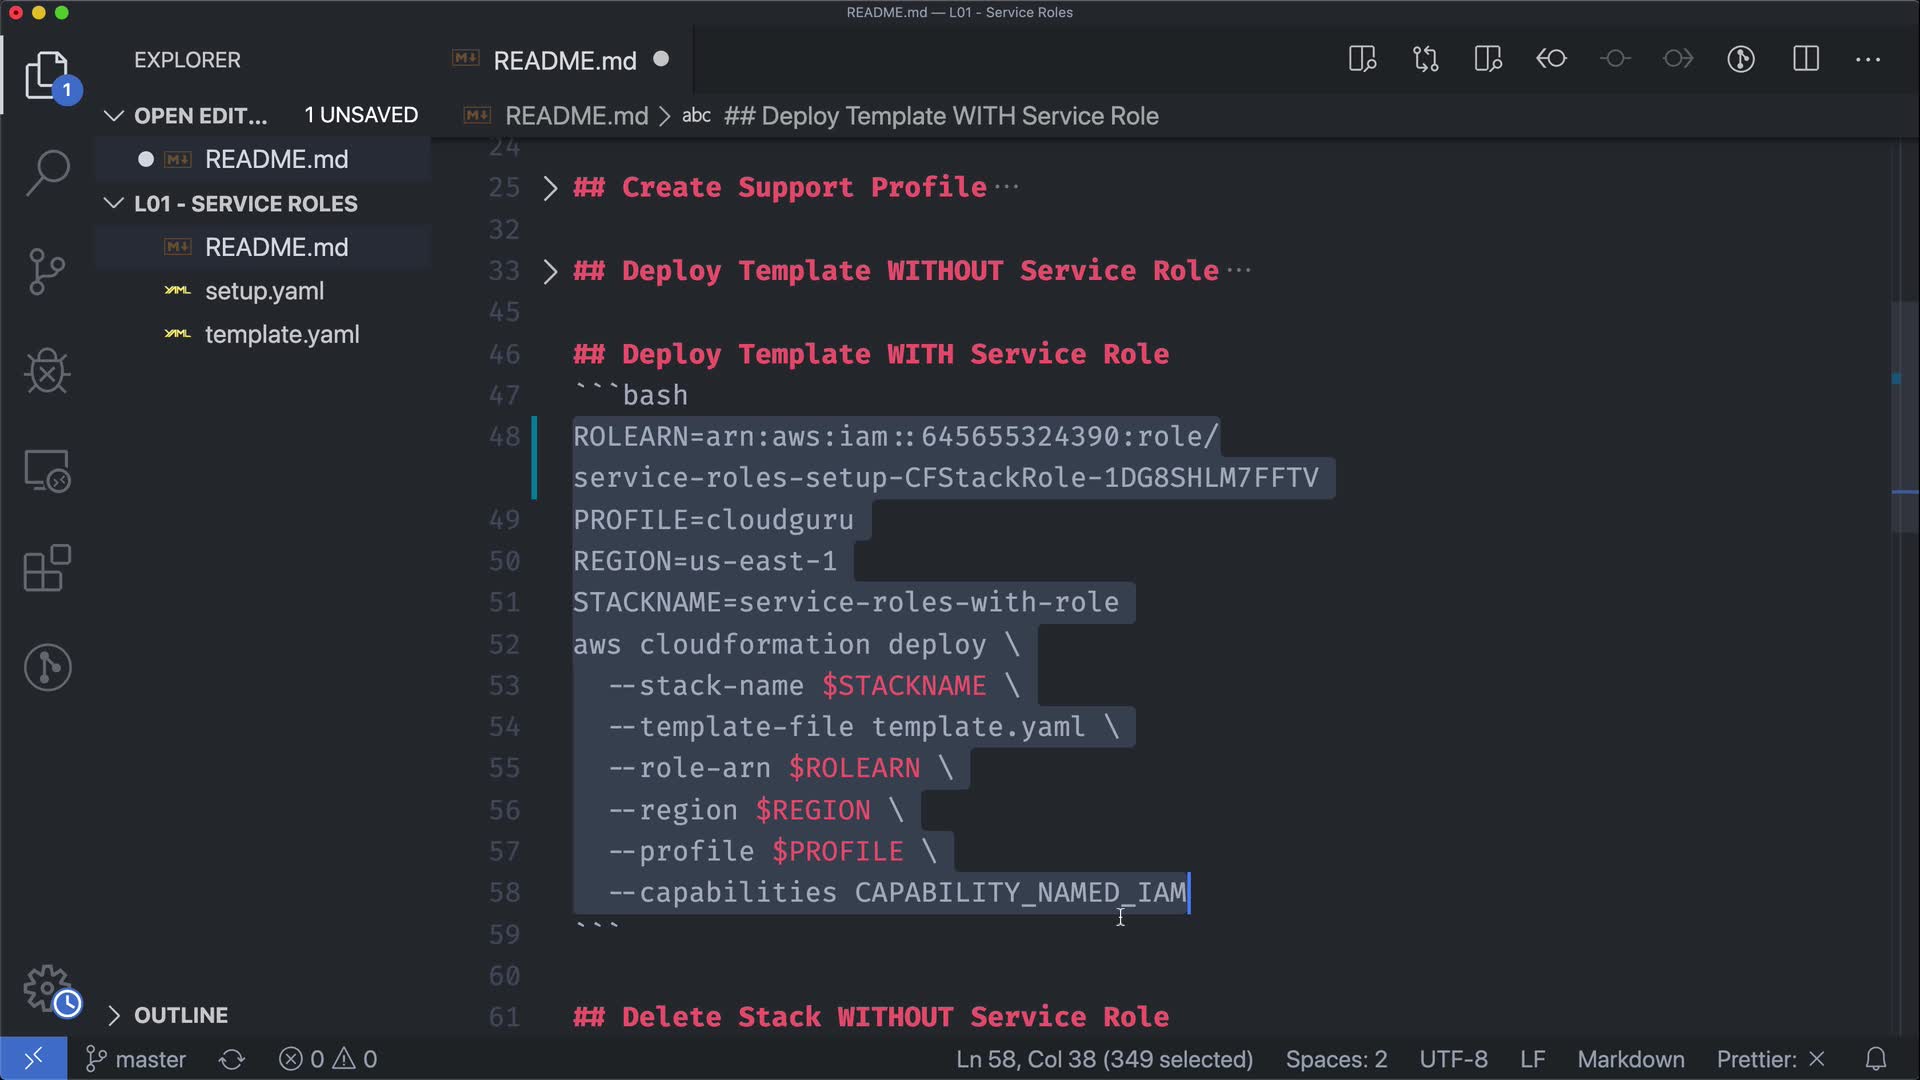 README.md — L01 - Service Roles
EXPLORER
README.md
1
OPEN EDIT... 1 UNSAVED
README.md > abc ## Deploy Template WITH Service Role
README.md
L01 - SERVICE ROLES
README.md
setup.yaml
template.yaml
24
25 ## Create Support Profile ···
32
33 ## Deploy Template WITHOUT Service Role ···
45
46 ## Deploy Template WITH Service Role
47 ```bash
48 ROLEARN=arn:aws:iam::645655324390:role/
service-roles-setup-CFStackRole-1DG8SHLM7FFTV
49 PROFILE=cloudguru
50 REGION=us-east-1
51 STACKNAME=service-roles-with-role
52 aws cloudformation deploy \
53 --stack-name $STACKNAME \
54 --template-file template.yaml \
55 --role-arn $ROLEARN \
56 --region $REGION \
57 --profile $PROFILE \
58 --capabilities CAPABILITY_NAMED_IAM
59 ```
60
61 ## Delete Stack WITHOUT Service Role
OUTLINE
master 0 0 Ln 58, Col 38 (349 selected) Spaces: 2 UTF-8 LF Markdown Prettier: ×